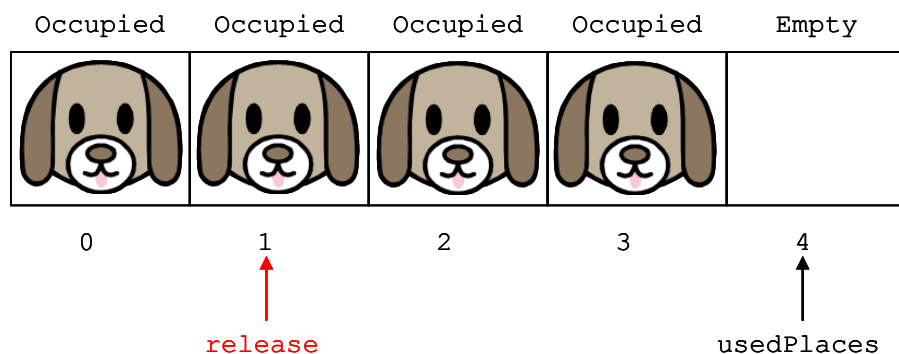 Occupied Occupied Occupied Occupied Empty
0 1 2 3 4
release usedPlaces